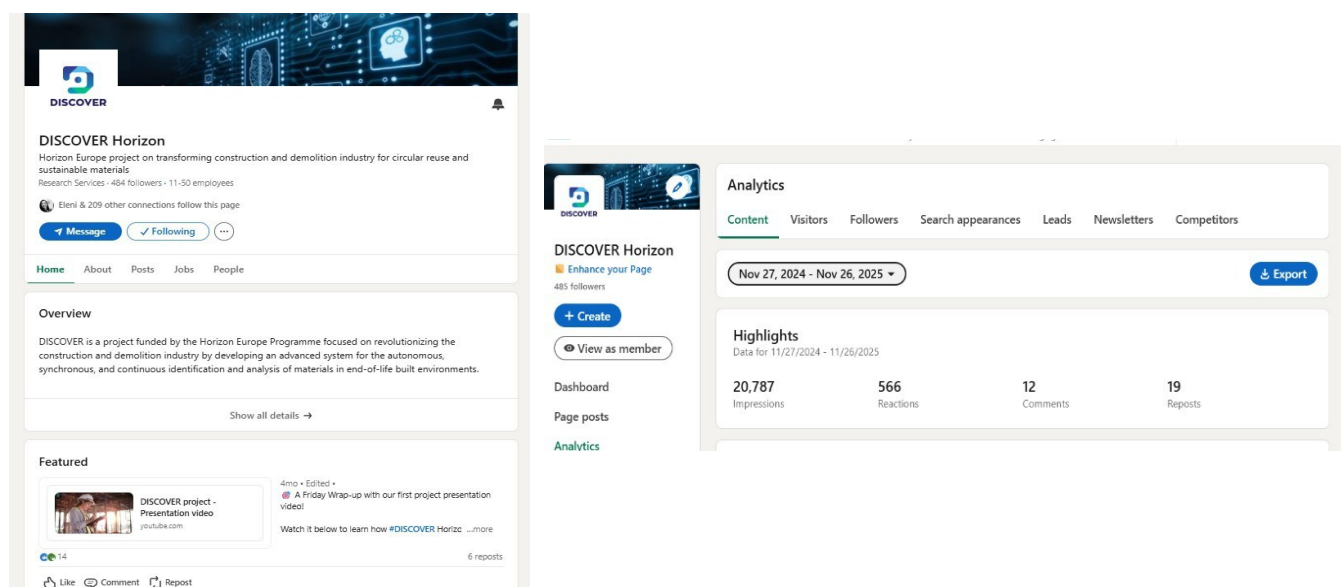 DISCOVER
DISCOVER Horizon
Horizon Europe project on transforming construction and demolition industry for circular reuse and
sustainable materials
Research Services · 484 followers · 11-50 employees
Eleni & 209 other connections follow this page
Message
Following
Home About Posts Jobs People
Overview
DISCOVER is a project funded by the Horizon Europe Programme focused on revolutionizing the
construction and demolition industry by developing an advanced system for the autonomous,
synchronous, and continuous identification and analysis of materials in end-of-life built environments.
Show all details →
Featured
DISCOVER project -
Presentation video
youtube.com
4mo • Edited •
A Friday Wrap-up with our first project presentation
video!
Watch it below to learn how #DISCOVER Horizo ...more
14
6 reposts
Like Comment Repost
DISCOVER
DISCOVER Horizon
Enhance your Page
485 followers
+ Create
View as member
Dashboard
Page posts
Analytics
Analytics
Content Visitors Followers Search appearances Leads Newsletters Competitors
Nov 27, 2024 - Nov 26, 2025
Export
Highlights
Data for 11/27/2024 - 11/26/2025
20,787 566 12 19
Impressions Reactions Comments Reposts